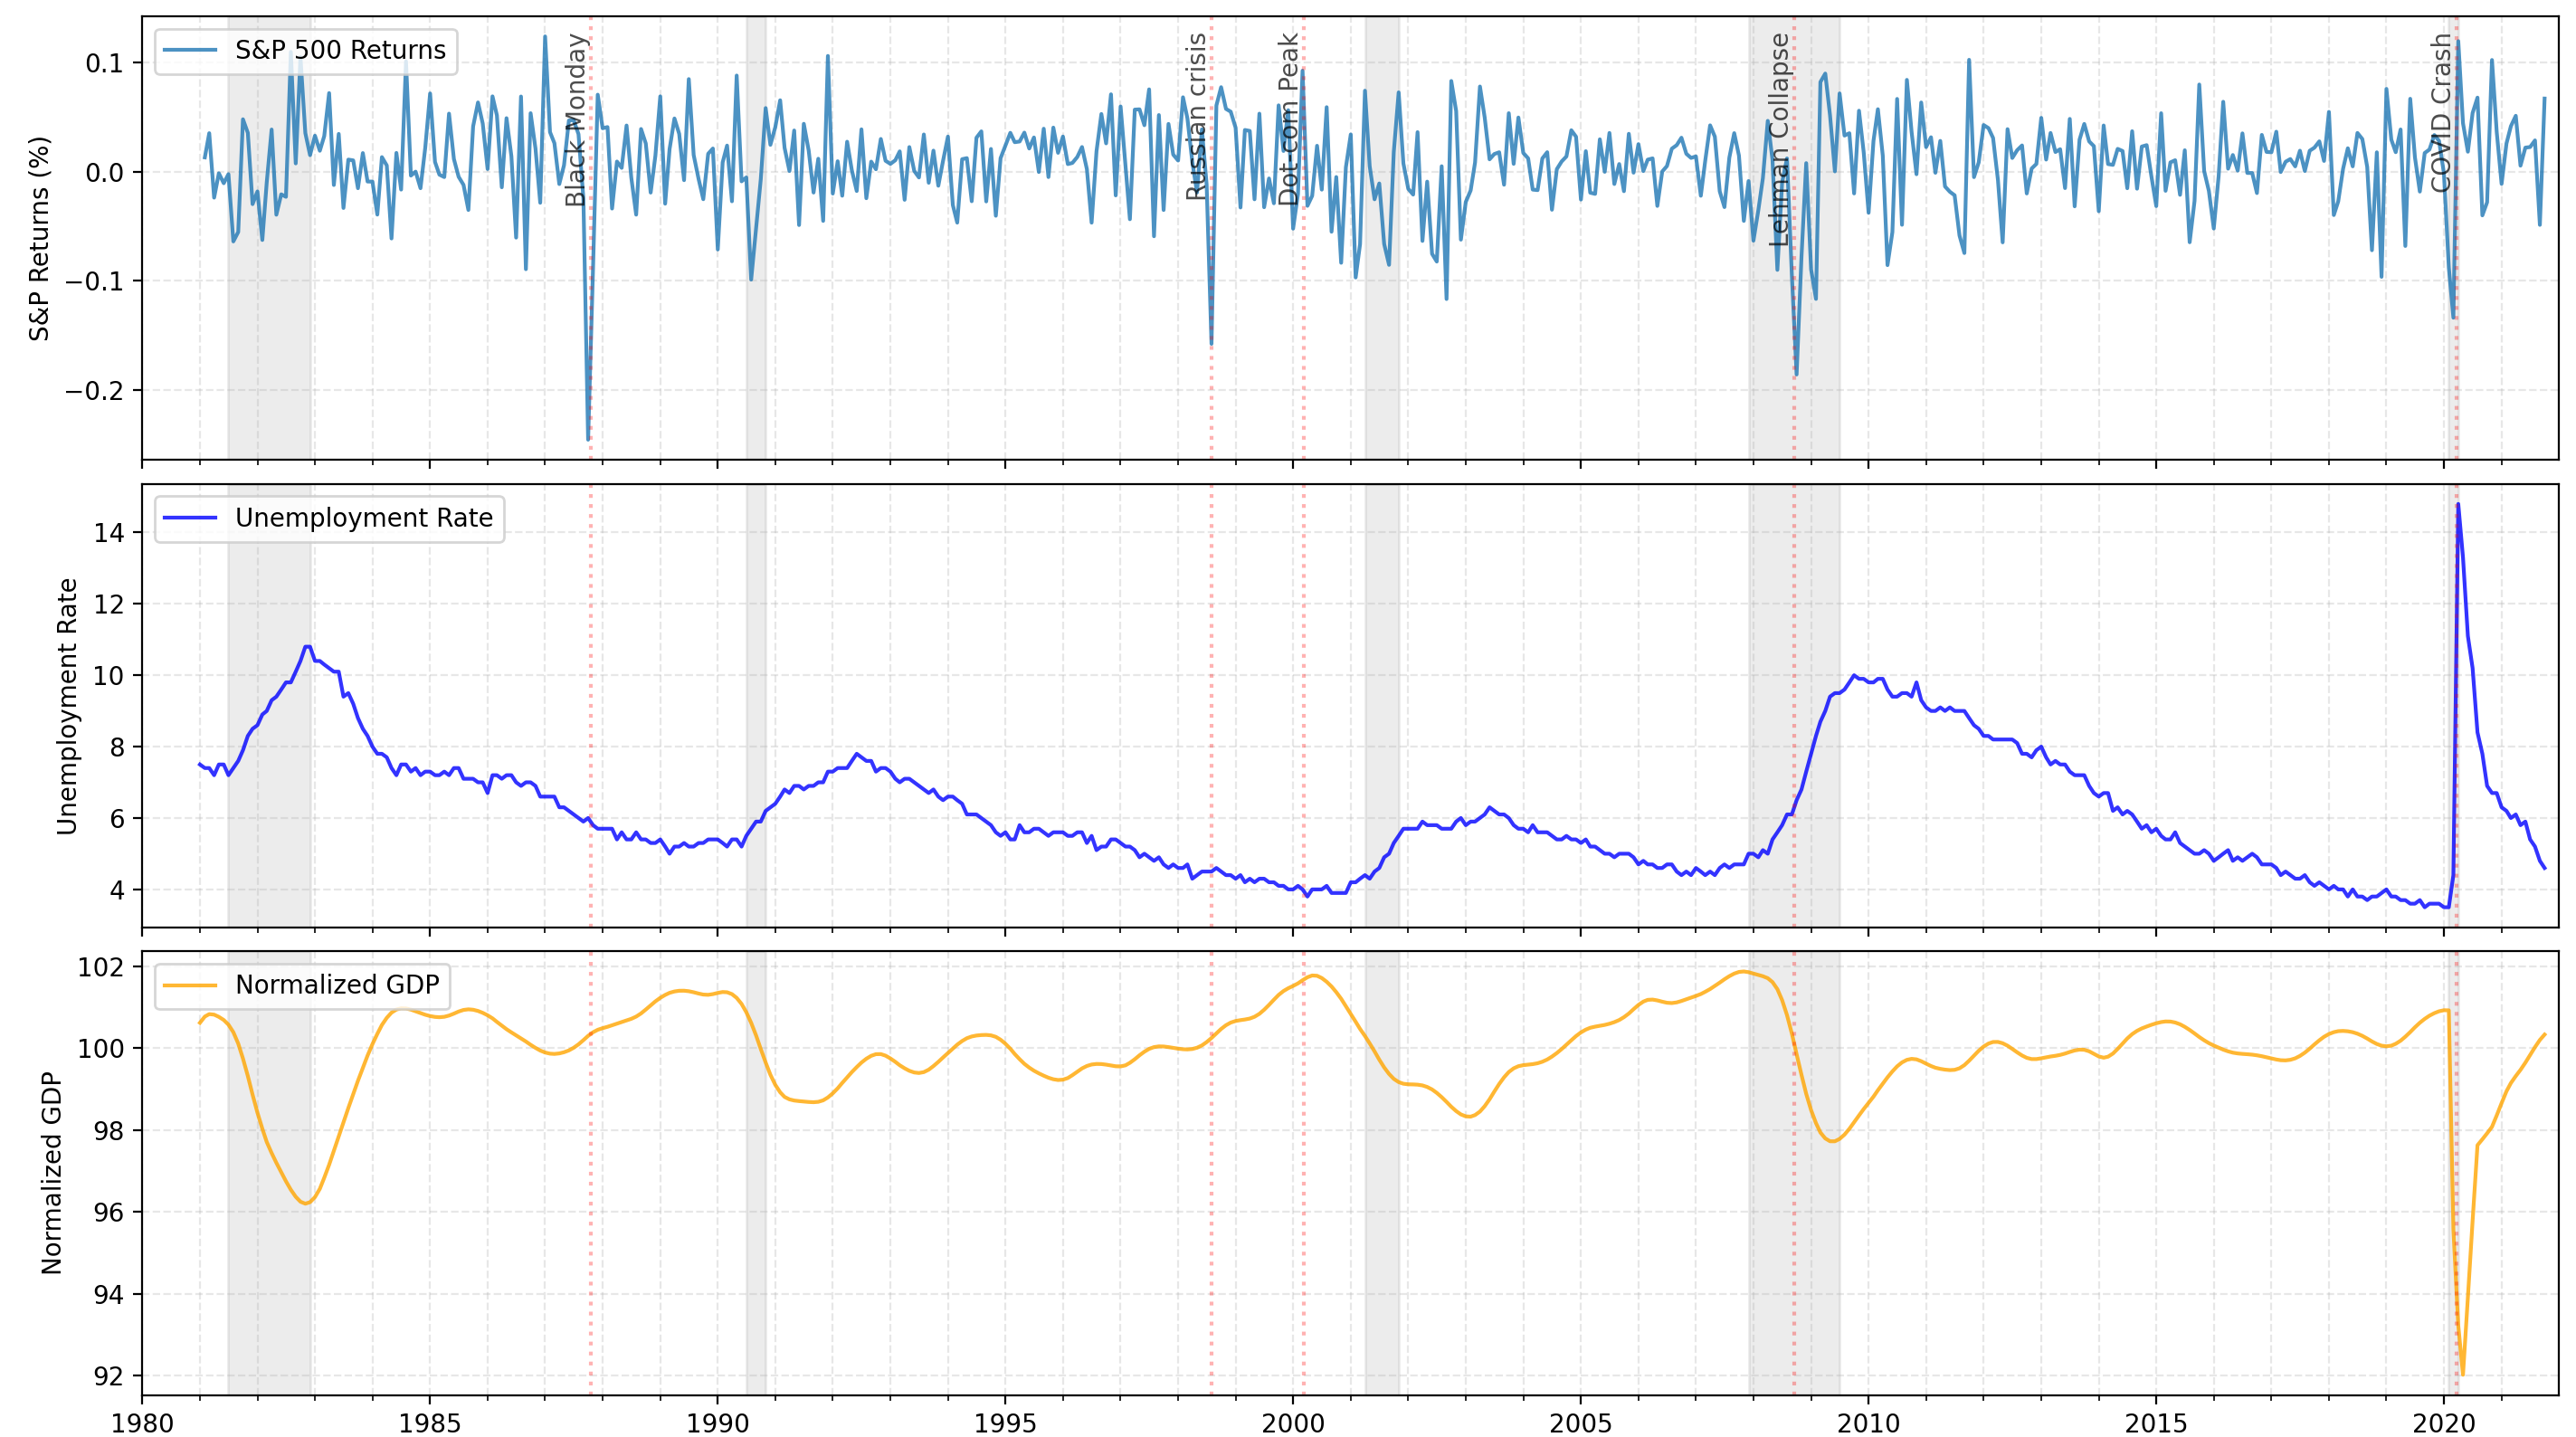 S&P 500 Returns
S&P Returns (%)
0.1
0.0
−0.1
−0.2
Black Monday
Russian crisis
Dot-com Peak
Lehman Collapse
COVID Crash
Unemployment Rate
Unemployment Rate
14
12
10
8
6
4
Normalized GDP
Normalized GDP
102
100
98
96
94
92
1980 1985 1990 1995 2000 2005 2010 2015 2020